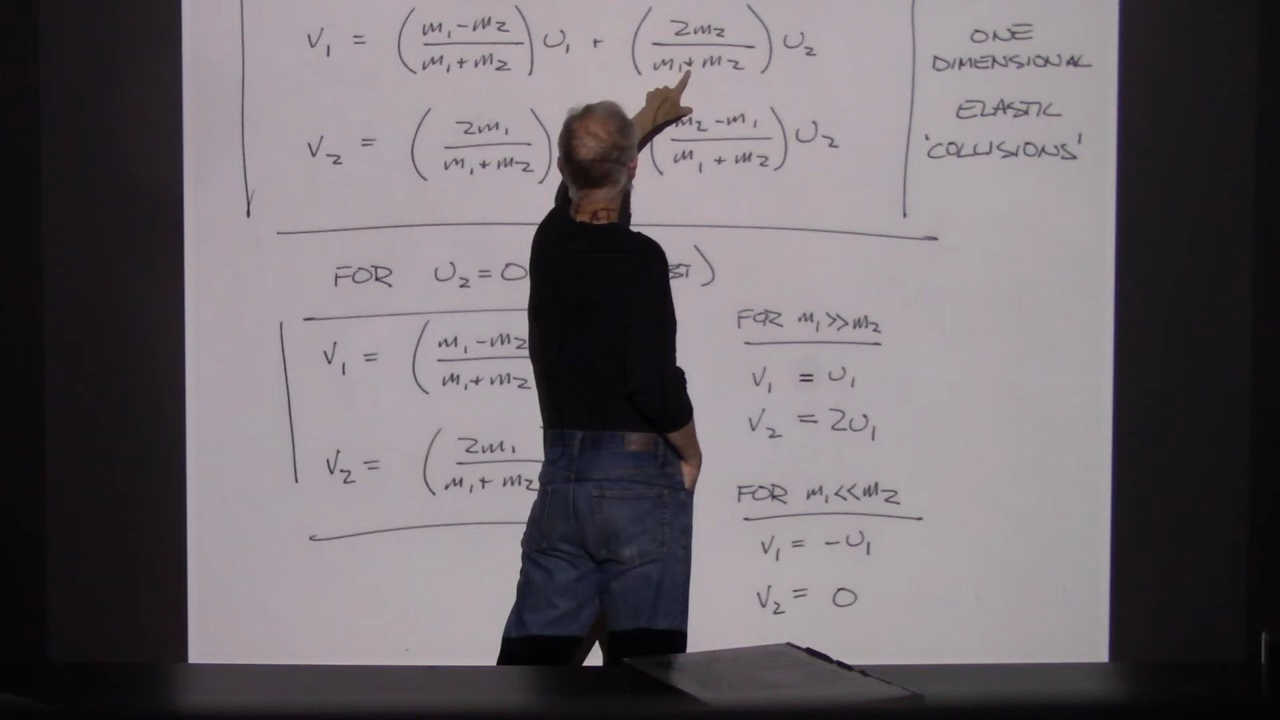 V₁ = (m₁-m₂ / m₁+m₂) U₁ + (2m₂ / m₁+m₂) U₂
V₂ = (2m₁ / m₁+m₂) (m₂-m₁ / m₁+m₂) U₂
ONE
DIMENSIONAL
ELASTIC
'COLLISIONS'
FOR U₂=0 )
V₁ = (m₁-m₂ / m₁+m₂
V₂ = (2m₁ / m₁+m₂
FOR m₁>>m₂
V₁ = U₁
V₂ = 2U₁
FOR m₁<<m₂
V₁ = -U₁
V₂ = 0